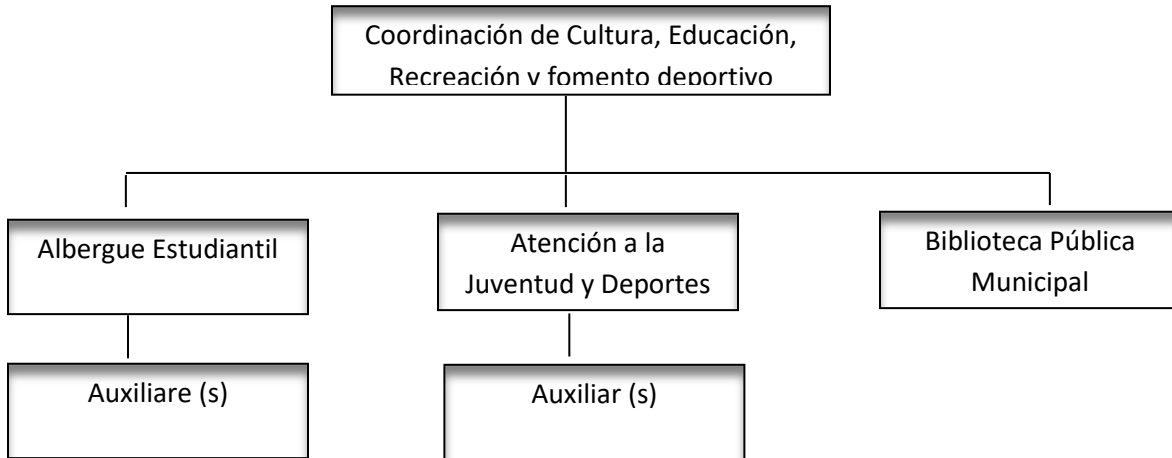 Coordinación de Cultura, Educación,
Recreación y fomento deportivo
Albergue Estudiantil
Atención a la
Juventud y Deportes
Biblioteca Pública
Municipal
Auxiliare (s)
Auxiliar (s)